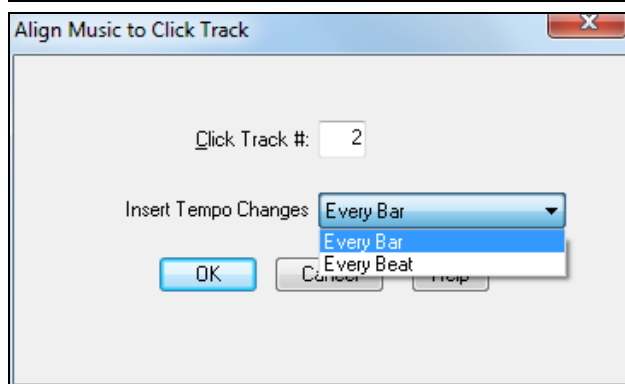 Align Music to Click Track
Click Track #: 2
Insert Tempo Changes Every Bar
Every Bar
Every Beat
OK